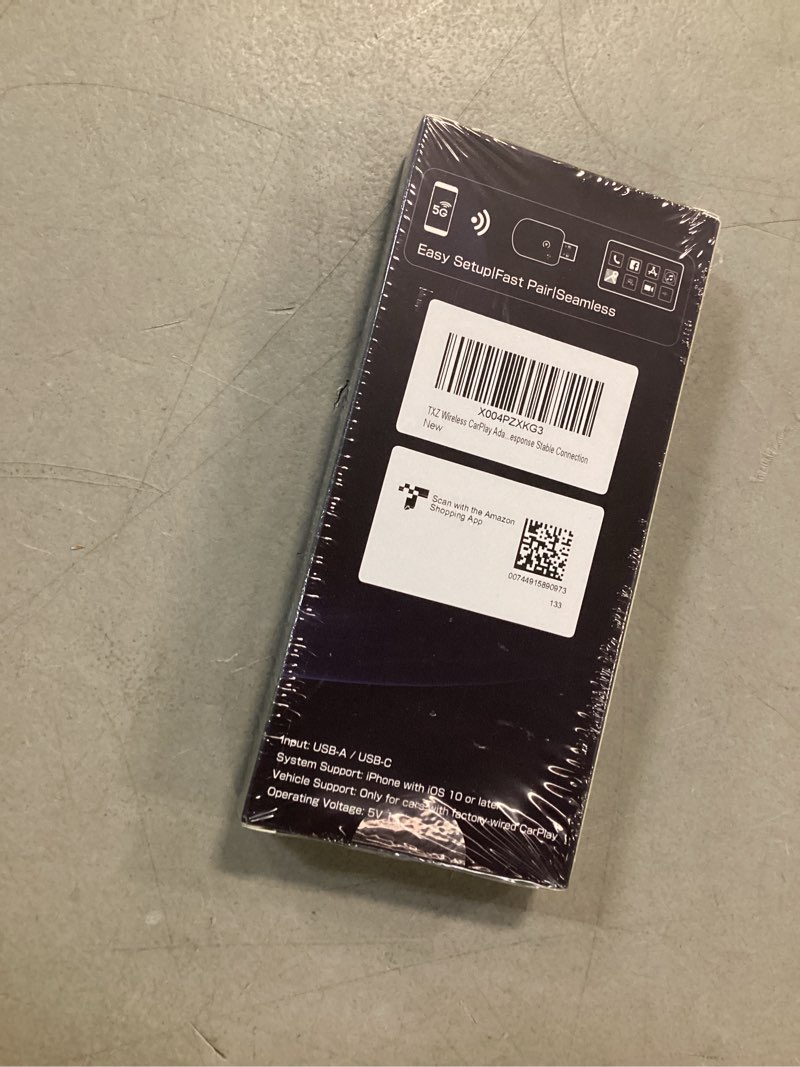 5G
Easy Setup|Fast Pair|Seamless
X004PZXKG3
TXZ Wireless CarPlay Ada...esponse Stable Connection
New
Scan with the Amazon
Shopping App
00744915890973
133
Input: USB-A / USB-C
System Support: iPhone with iOS 10 or later
Vehicle Support: Only for cars with factory-wired CarPlay
Operating Voltage: 5V